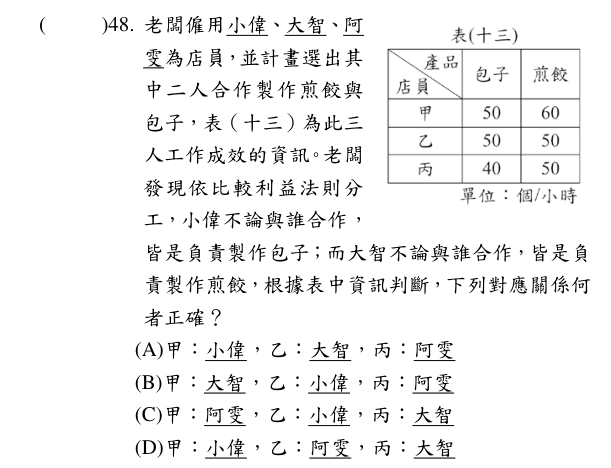 (　　)48. 老闆僱用小偉、大智、阿
雯為店員，並計畫選出其
中二人合作製作煎餃與
包子，表（十三）為此三
人工作成效的資訊。老闆
發現依比較利益法則分
工，小偉不論與誰合作，
皆是負責製作包子；而大智不論與誰合作，皆是負
責製作煎餃，根據表中資訊判斷，下列對應關係何
者正確？
表(十三)
產品
店員
包子 煎餃
甲 50 60
乙 50 50
丙 40 50
單位：個/小時
(A)甲：小偉，乙：大智，丙：阿雯
(B)甲：大智，乙：小偉，丙：阿雯
(C)甲：阿雯，乙：小偉，丙：大智
(D)甲：小偉，乙：阿雯，丙：大智